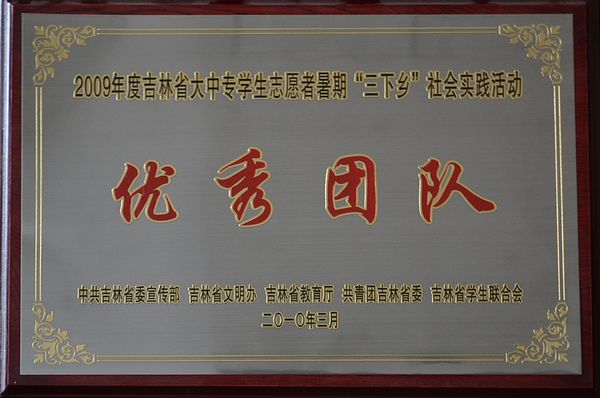 2009年度吉林省大中专学生志愿者暑期“三下乡”社会实践活动
优秀团队
中共吉林省委宣传部 吉林省文明办 吉林省教育厅 共青团吉林省委 吉林省学生联合会
二〇一〇年三月